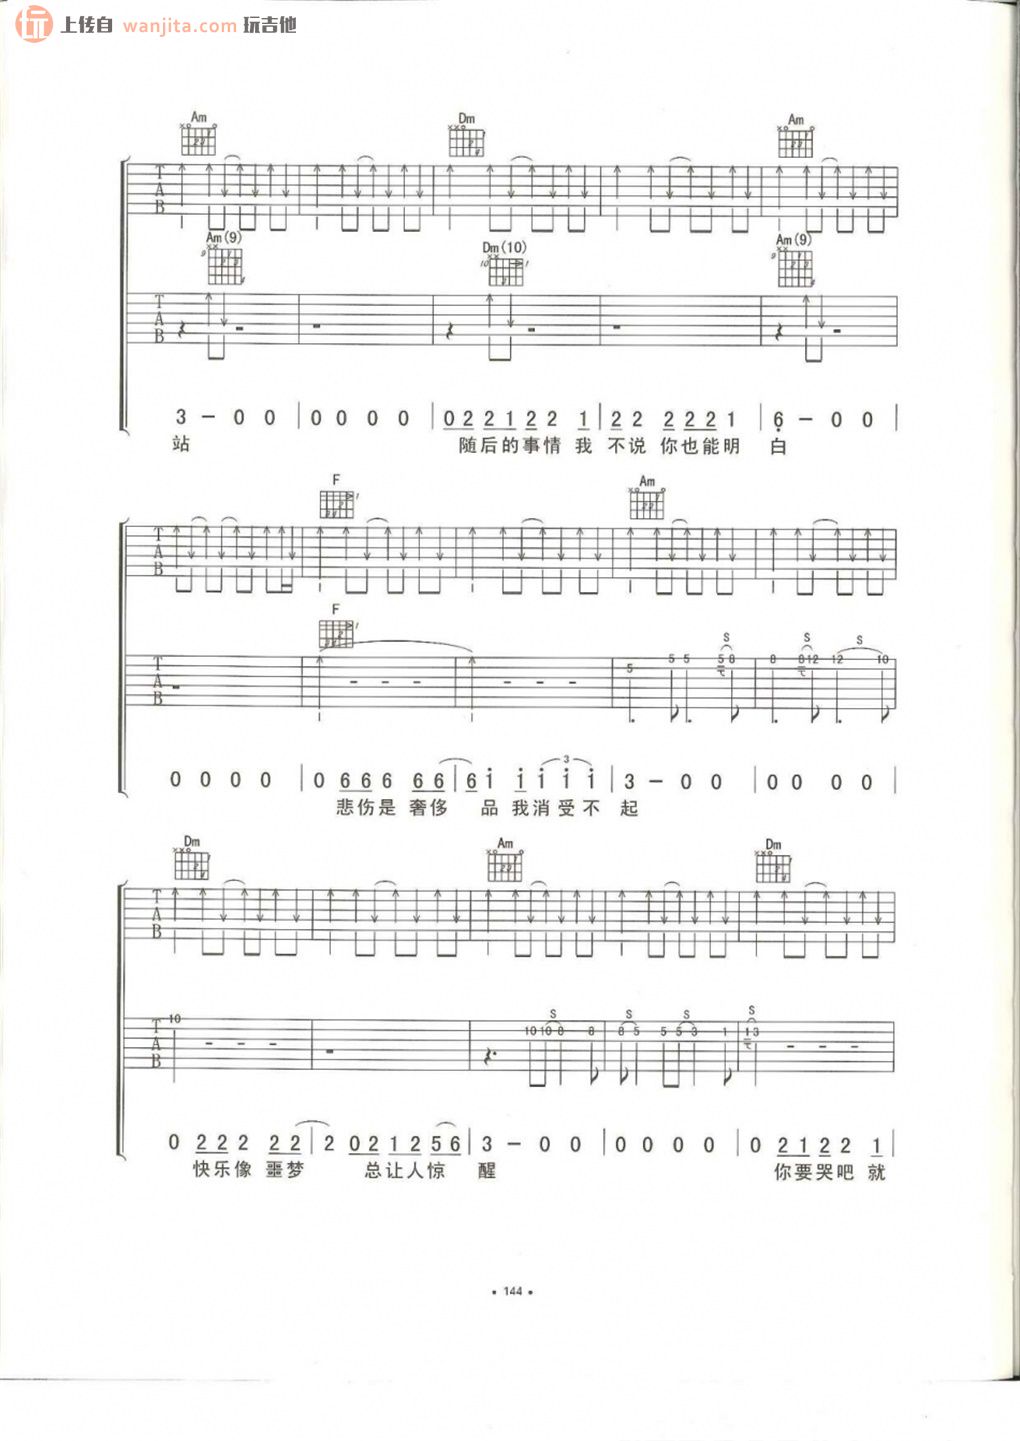 玩 上传自 wanjita.com 玩吉他
Am Dm Am
T A B
Am(9) Dm(10) Am(9)
9 10 9
T A B
3 - 0 0 | 0 0 0 0 | 0 2 2 1 2 2 1 | 2 2 2 2 2 1 | 6 - 0 0 |
站 随后的事情 我 不说 你也能明 白
F Am
T A B
F
S S S
T A B
5 5 5 5 8 8 8 12 12 10
0 0 0 0 | 0 6 6 6 6 6 | 6 i i i i i | 3 - 0 0 | 0 0 0 0 |
3
悲伤是 奢侈 品 我消受不 起
Dm Am Dm
T A B
S S S S
T A B
10 10 10 8 8 8 5 5 5 3 1 1 3
0 2 2 2 2 2 | 2 0 2 1 2 5 6 | 3 - 0 0 | 0 0 0 0 | 0 2 1 2 2 1 |
快乐像 噩梦 总让人惊 醒 你要哭吧 就
• 144 •